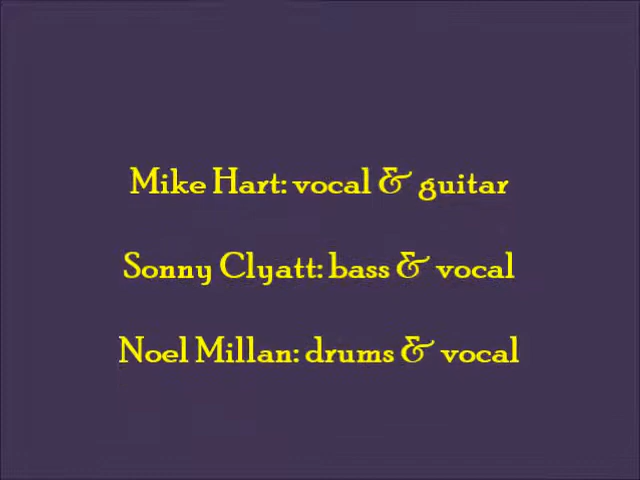 Mike Hart: vocal & guitar
Sonny Clyatt: bass & vocal
Noel Millan: drums & vocal